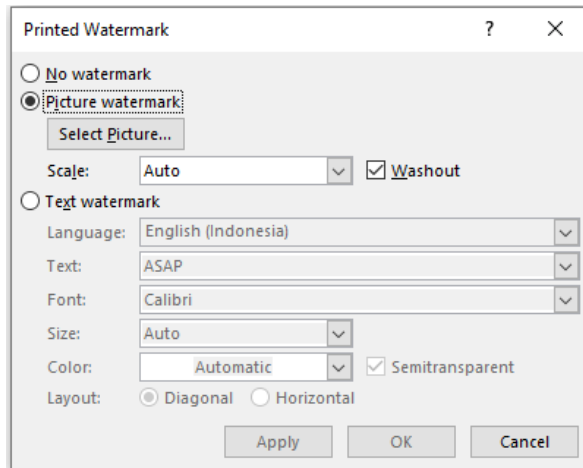 Printed Watermark ?
No watermark
Picture watermark
Select Picture...
Scale: Auto Washout
Text watermark
Language: English (Indonesia)
Text: ASAP
Font: Calibri
Size: Auto
Color: Automatic Semitransparent
Layout: Diagonal Horizontal
Apply OK Cancel